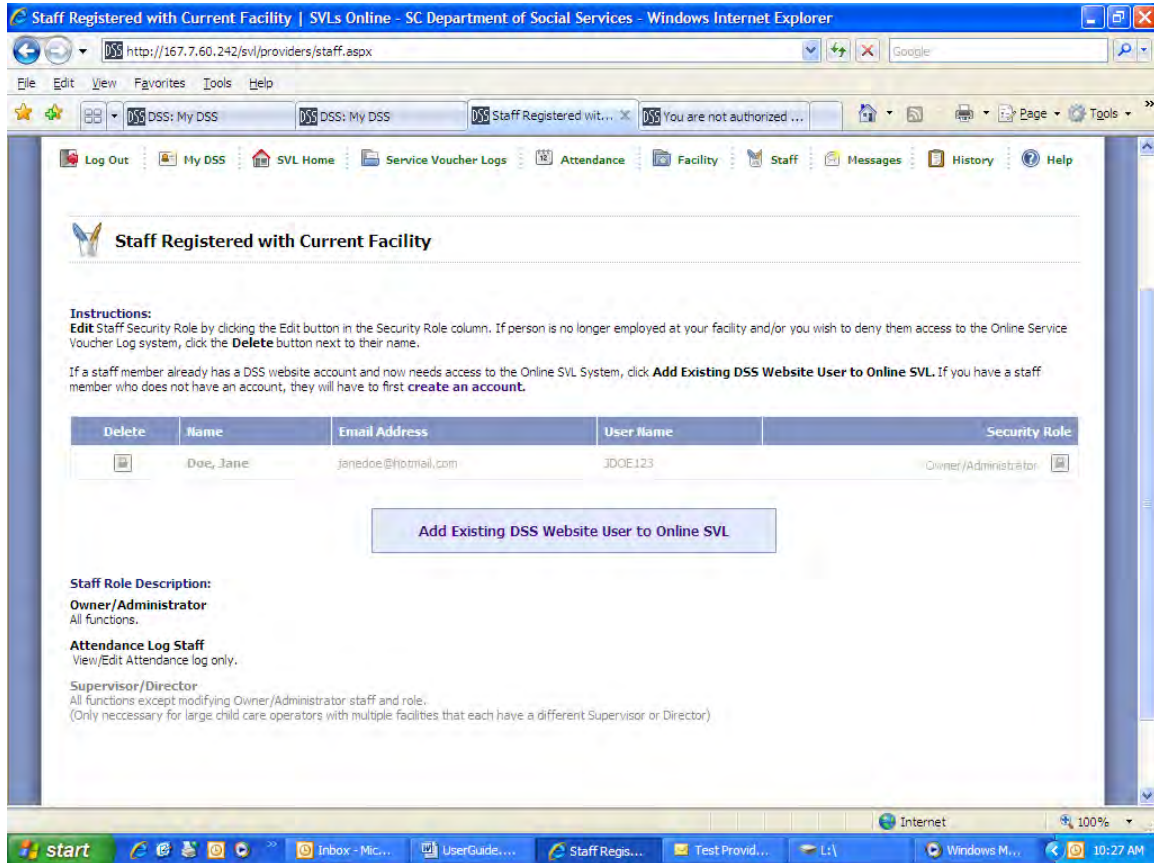 Staff Registered with Current Facility | SVLs Online - SC Department of Social Services - Windows Internet Explorer
http://167.7.60.242/svl/providers/staff.aspx
Google
File Edit View Favorites Tools Help
DSS: My DSS
DSS: My DSS
Staff Registered wit...
You are not authorized ...
Page
Tools
Log Out
My DSS
SVL Home
Service Voucher Logs
Attendance
Facility
Staff
Messages
History
Help
Staff Registered with Current Facility
Instructions:
Edit Staff Security Role by clicking the Edit button in the Security Role column. If person is no longer employed at your facility and/or you wish to deny them access to the Online Service
Voucher Log system, click the Delete button next to their name.
If a staff member already has a DSS website account and now needs access to the Online SVL System, click Add Existing DSS Website User to Online SVL. If you have a staff
member who does not have an account, they will have to first create an account.
Delete Name Email Address User Name Security Role
Doe, Jane janedoe@hotmail.com JDOE123 Owner/Administrator
Add Existing DSS Website User to Online SVL
Staff Role Description:
Owner/Administrator
All functions.
Attendance Log Staff
View/Edit Attendance log only.
Supervisor/Director
All functions except modifying Owner/Administrator staff and role.
(Only neccessary for large child care operators with multiple facilities that each have a different Supervisor or Director)
Internet
100%
start
Inbox - Mic...
UserGuide....
Staff Regis...
Test Provid...
L:\
Windows M...
10:27 AM